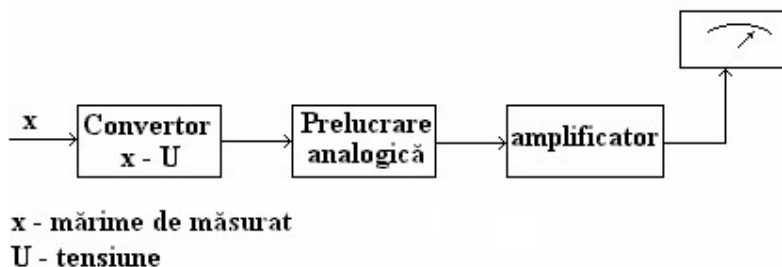 x
Convertor
x - U
Prelucrare
analogică
amplificator
x - mărime de măsurat
U - tensiune